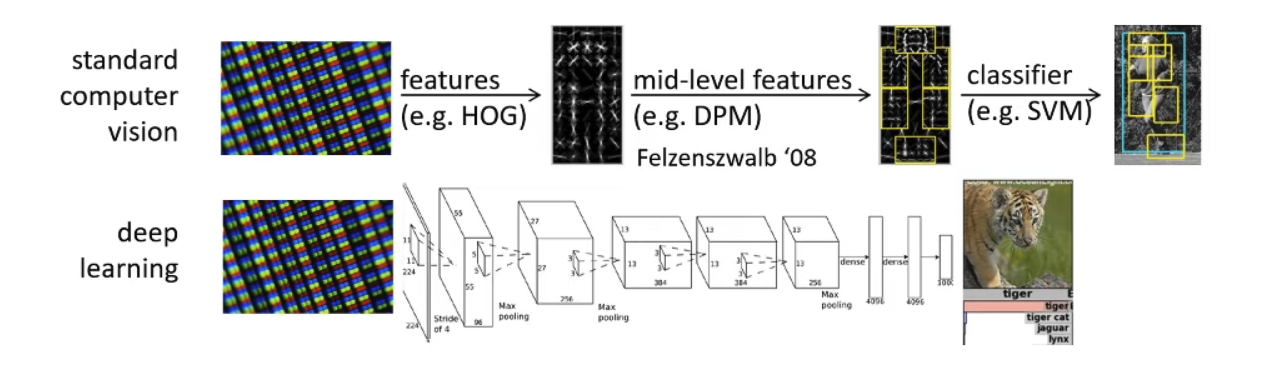 standard
computer
vision
features
(e.g. HOG)
mid-level features
(e.g. DPM)
Felzenszwalb ‘08
classifier
(e.g. SVM)
deep
learning
11
11
224
224
Stride
of 4
55
55
5
5
96
Max
pooling
27
27
3
3
256
Max
pooling
13
13
3
3
384
13
13
3
3
384
13
13
256
Max
pooling
dense
4096
dense
4096
tiger
tiger
tiger cat
jaguar
lynx